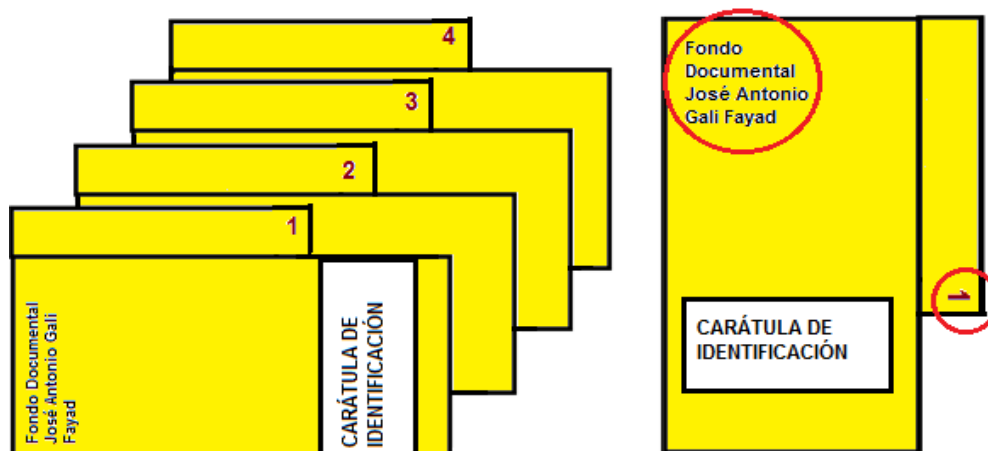 4
3
2
1
Fondo Documental
José Antonio Gali
Fayad
CARÁTULA DE
IDENTIFICACIÓN
Fondo
Documental
José Antonio
Gali Fayad
1
CARÁTULA DE
IDENTIFICACIÓN